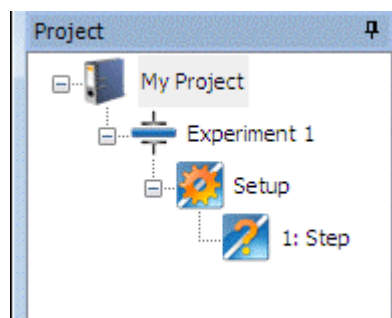 Project
My Project
Experiment 1
Setup
1: Step